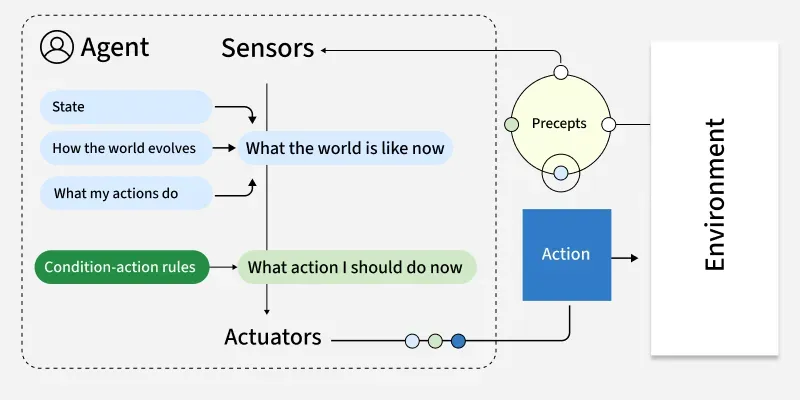 Agent
Sensors
State
How the world evolves
What the world is like now
What my actions do
Condition-action rules
What action I should do now
Actuators
Precepts
Action
Environment